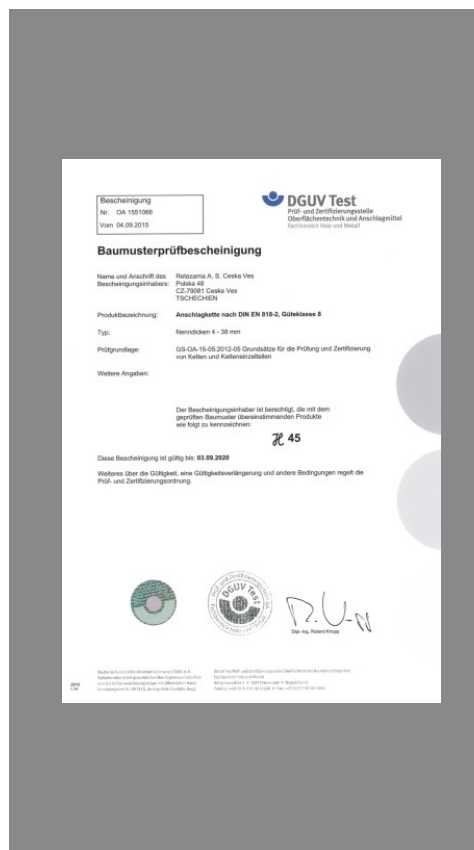 Bescheinigung
Nr. OA 1551066
Vom 04.09.2015
DGUV Test
Prüf- und Zertifizierungsstelle
Oberflächentechnik und Anschlagmittel
Fachbereich Holz und Metall
Baumusterprüfbescheinigung
Name und Anschrift des Bescheinigungsinhabers: Retezarna A. S. Ceska Ves
Polska 48
CZ-79081 Ceska Ves
TSCHECHIEN
Produktbezeichnung: Anschlagkette nach DIN EN 818-2, Güteklasse 8
Typ: Nenndicken 4 - 38 mm
Prüfgrundlage: GS-OA-15-05:2012-05 Grundsätze für die Prüfung und Zertifizierung
von Ketten und Ketteneinzelteilen
Weitere Angaben:
Der Bescheinigungsinhaber ist berechtigt, die mit dem
geprüften Baumuster übereinstimmenden Produkte
wie folgt zu kennzeichnen:
H 45
Diese Bescheinigung ist gültig bis: 03.09.2020
Weiteres über die Gültigkeit, eine Gültigkeitsverlängerung und andere Bedingungen regelt die
Prüf- und Zertifizierungsordnung.
DGUV Test
Dipl.-Ing. Roland Knopp